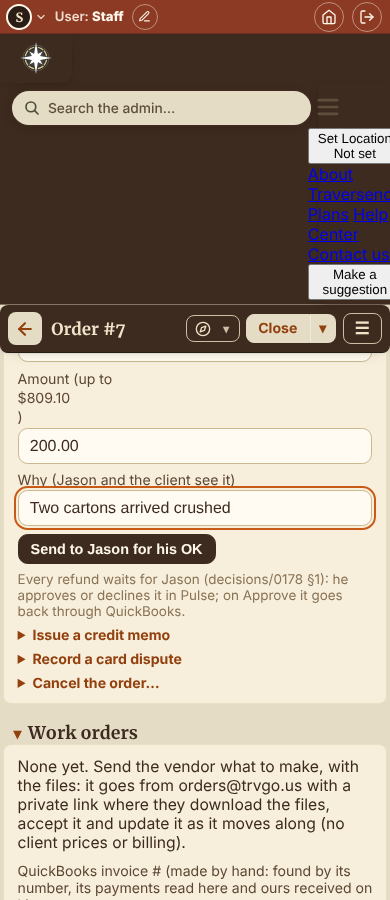 S
User: Staff
Search the admin...
Set Location
Not set
About
Plans Help
Center
Contact us
Make a
suggestion
Order #7
Close
Amount (up to
$809.10
)
200.00
Why (Jason and the client see it)
Two cartons arrived crushed
Send to Jason for his OK
Every refund waits for Jason (decisions/0178 §1): he
approves or declines it in Pulse; on Approve it goes
back through QuickBooks.
Issue a credit memo
Record a card dispute
Cancel the order...
Work orders
None yet. Send the vendor what to make, with
the files: it goes from orders@trvgo.us with a
private link where they download the files,
accept it and update it as it moves along (no
client prices or billing).
QuickBooks invoice # (made by hand: found by its
number, its payments read here and ours received on